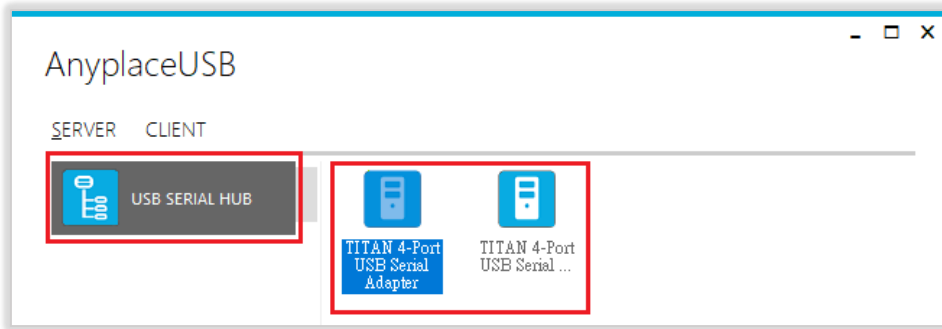 AnyplaceUSB
SERVER CLIENT
USB SERIAL HUB
TITAN 4-Port
USB Serial
Adapter
TITAN 4-Port
USB Serial ...